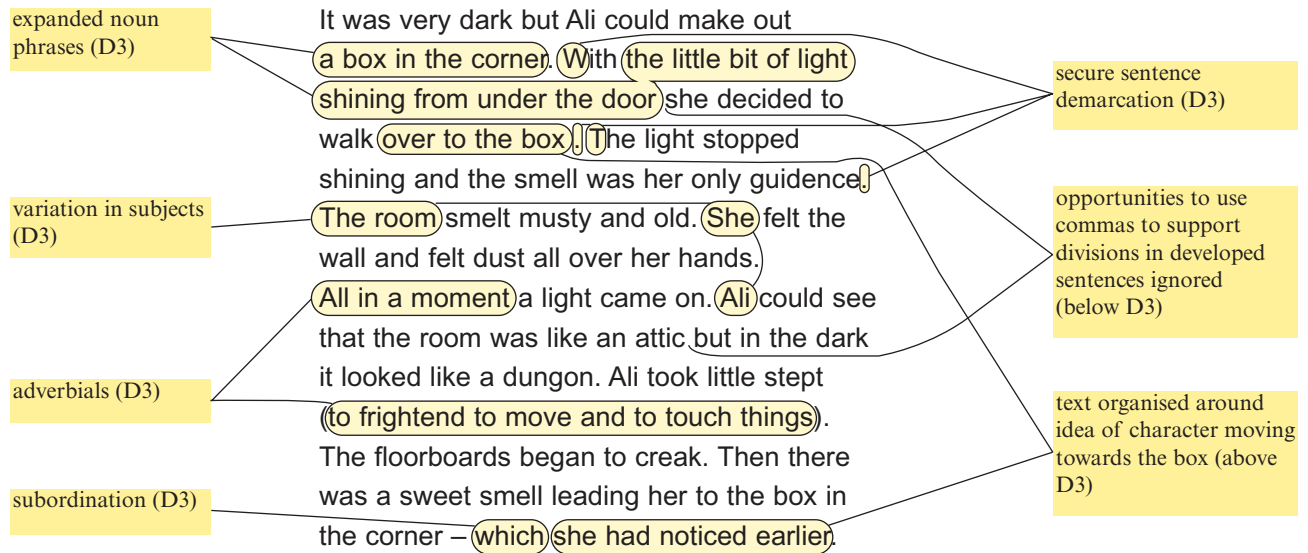 expanded noun
phrases (D3)
variation in subjects
(D3)
adverbials (D3)
subordination (D3)
It was very dark but Ali could make out
a box in the corner. With the little bit of light
shining from under the door she decided to
walk over to the box. The light stopped
shining and the smell was her only guidence.
The room smelt musty and old. She felt the
wall and felt dust all over her hands.
All in a moment a light came on. Ali could see
that the room was like an attic but in the dark
it looked like a dungon. Ali took little stept
(to frightend to move and to touch things).
The floorboards began to creak. Then there
was a sweet smell leading her to the box in
the corner – which she had noticed earlier.
secure sentence
demarcation (D3)
opportunities to use
commas to support
divisions in developed
sentences ignored
(below D3)
text organised around
idea of character moving
towards the box (above
D3)